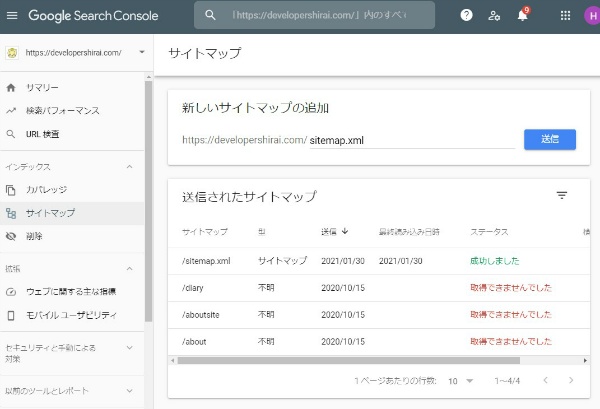 Google Search Console
「https://developershirai.com/」内のすべ
9
H
https://developershirai.com/
サイトマップ
サマリー
検索パフォーマンス
URL 検査
インデックス
カバレッジ
サイトマップ
削除
拡張
ウェブに関する主な指標
モバイル ユーザビリティ
セキュリティと手動による
対策
以前のツールとレポート
新しいサイトマップの追加
https://developershirai.com/ sitemap.xml 送信
送信されたサイトマップ
サイトマップ 型 送信 最終読み込み日時 ステータス 検
/sitemap.xml サイトマップ 2021/01/30 2021/01/30 成功しました
/diary 不明 2020/10/15 取得できませんでした
/aboutsite 不明 2020/10/15 取得できませんでした
/about 不明 2020/10/15 取得できませんでした
1 ページあたりの行数: 10 1～4/4